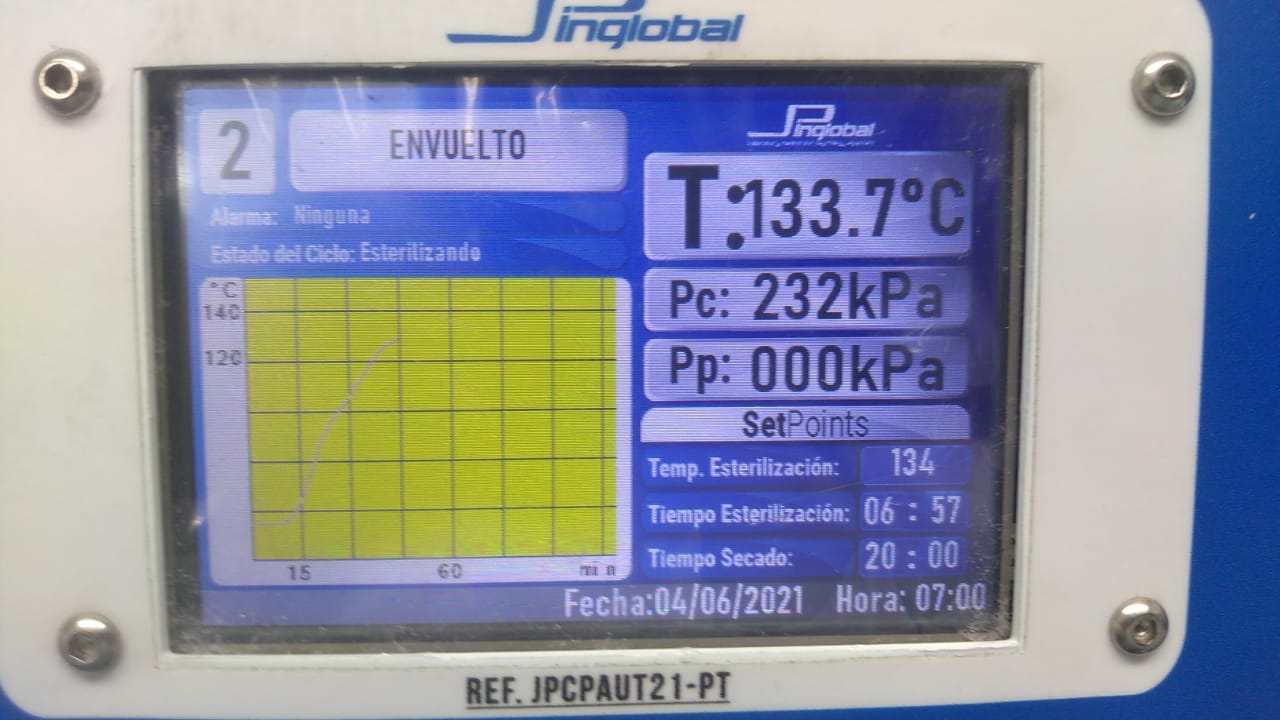 JPinglobal
2 ENVUELTO
Alarma: Ninguna
Estado del Ciclo: Esterilizando
°C
140
120
15 60 min
JPinglobal
T:133.7°C
Pc: 232kPa
Pp: 000kPa
SetPoints
Temp. Esterilización: 134
Tiempo Esterilización: 06 : 57
Tiempo Secado: 20 : 00
Fecha:04/06/2021 Hora: 07:00
REF. JPCPAUT21-PT